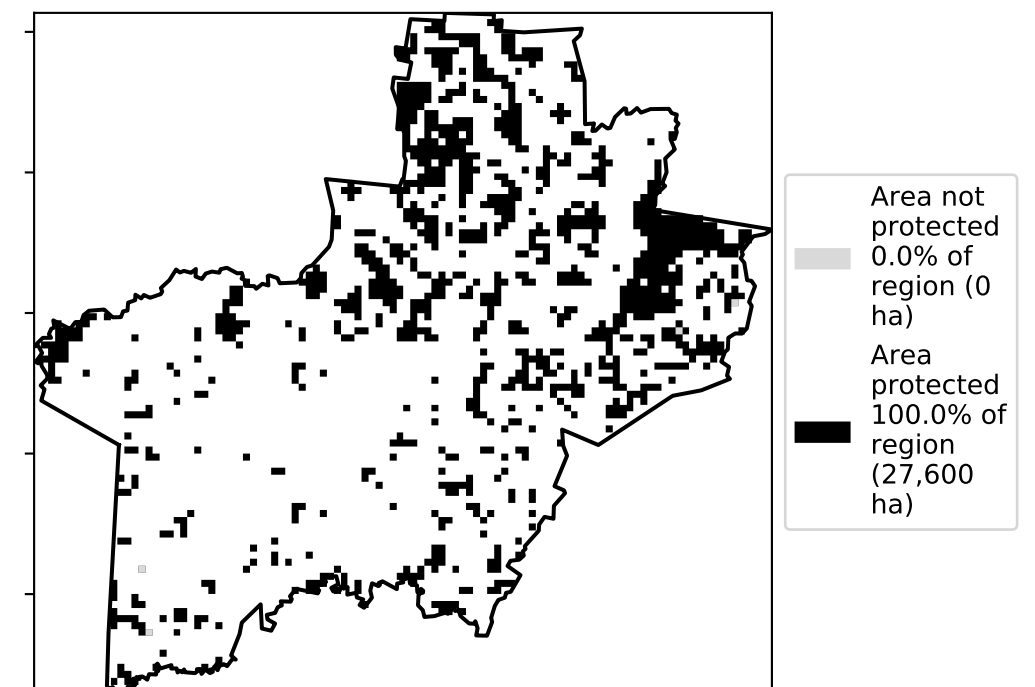 Area not
protected
0.0% of
region (0
ha)
Area
protected
100.0% of
region
(27,600
ha)